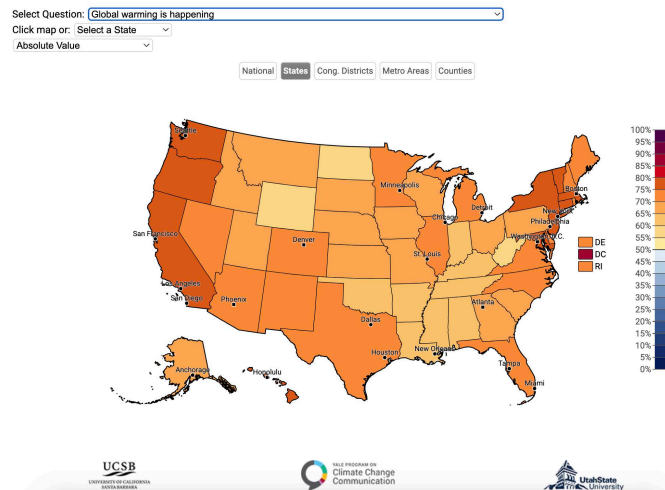 Select Question: Global warming is happening
Click map or: Select a State
Absolute Value
National States Cong. Districts Metro Areas Counties
Seattle
Minneapolis
Boston
Detroit
Chicago
New York
Philadelphia
Washington D.C.
San Francisco
Denver
St. Louis
Los Angeles
San Diego
Phoenix
Atlanta
Dallas
Houston
New Orleans
Tampa
Miami
Anchorage
Honolulu
DE
DC
RI
100%
95%
90%
85%
80%
75%
70%
65%
60%
55%
50%
45%
40%
35%
30%
25%
20%
15%
10%
5%
0%
UCSB
UNIVERSITY OF CALIFORNIA
SANTA BARBARA
YALE PROGRAM ON
Climate Change
Communication
UtahState
University